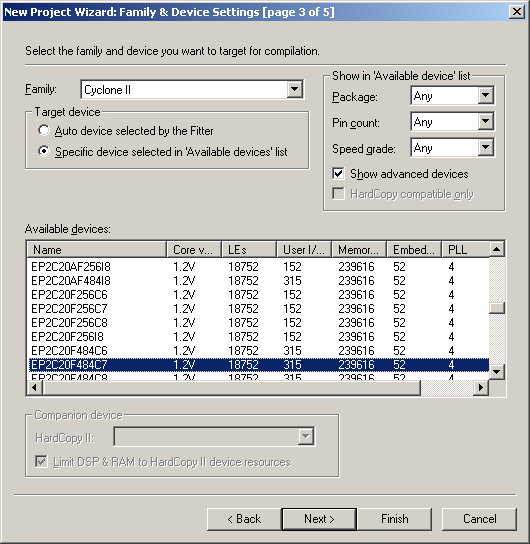 New Project Wizard: Family & Device Settings [page 3 of 5]
Select the family and device you want to target for compilation.
Family: Cyclone II
Target device
Auto device selected by the Fitter
Specific device selected in 'Available devices' list
Show in 'Available device' list
Package: Any
Pin count: Any
Speed grade: Any
Show advanced devices
HardCopy compatible only
Available devices:
Name Core v... LEs User I/... Memor... Embed... PLL
EP2C20AF256I8 1.2V 18752 152 239616 52 4
EP2C20AF484I8 1.2V 18752 315 239616 52 4
EP2C20F256C6 1.2V 18752 152 239616 52 4
EP2C20F256C7 1.2V 18752 152 239616 52 4
EP2C20F256C8 1.2V 18752 152 239616 52 4
EP2C20F256I8 1.2V 18752 152 239616 52 4
EP2C20F484C6 1.2V 18752 315 239616 52 4
EP2C20F484C7 1.2V 18752 315 239616 52 4
EP2C20F484C8 1.2V 18752 315 239616 52 4
Companion device
HardCopy II:
Limit DSP & RAM to HardCopy II device resources
< Back Next > Finish Cancel